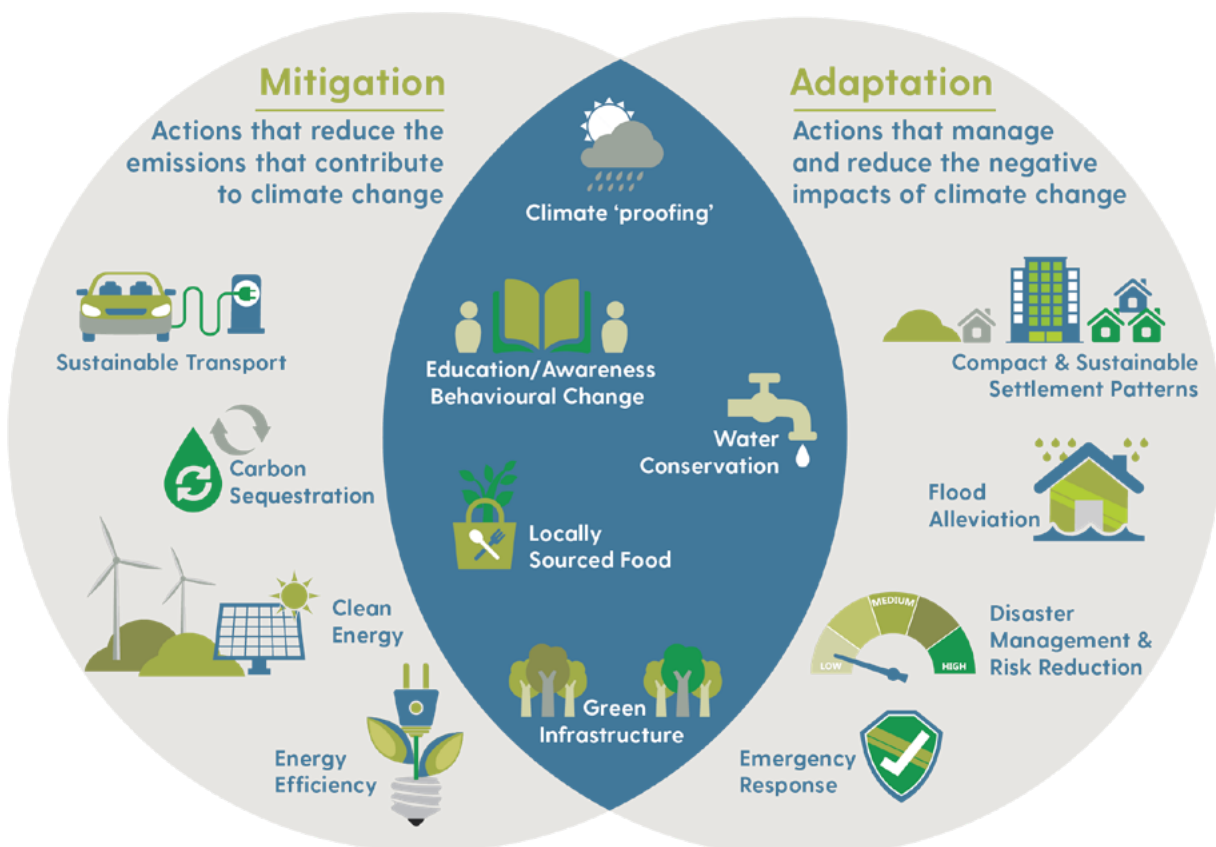 Mitigation
Actions that reduce the
emissions that contribute
to climate change
Sustainable Transport
Carbon
Sequestration
Clean
Energy
Energy
Efficiency
Climate ‘proofing’
Education/Awareness
Behavioural Change
Water
Conservation
Locally
Sourced Food
Green
Infrastructure
Adaptation
Actions that manage
and reduce the negative
impacts of climate change
Compact & Sustainable
Settlement Patterns
Flood
Alleviation
LOW
MEDIUM
HIGH
Disaster
Management &
Risk Reduction
Emergency
Response